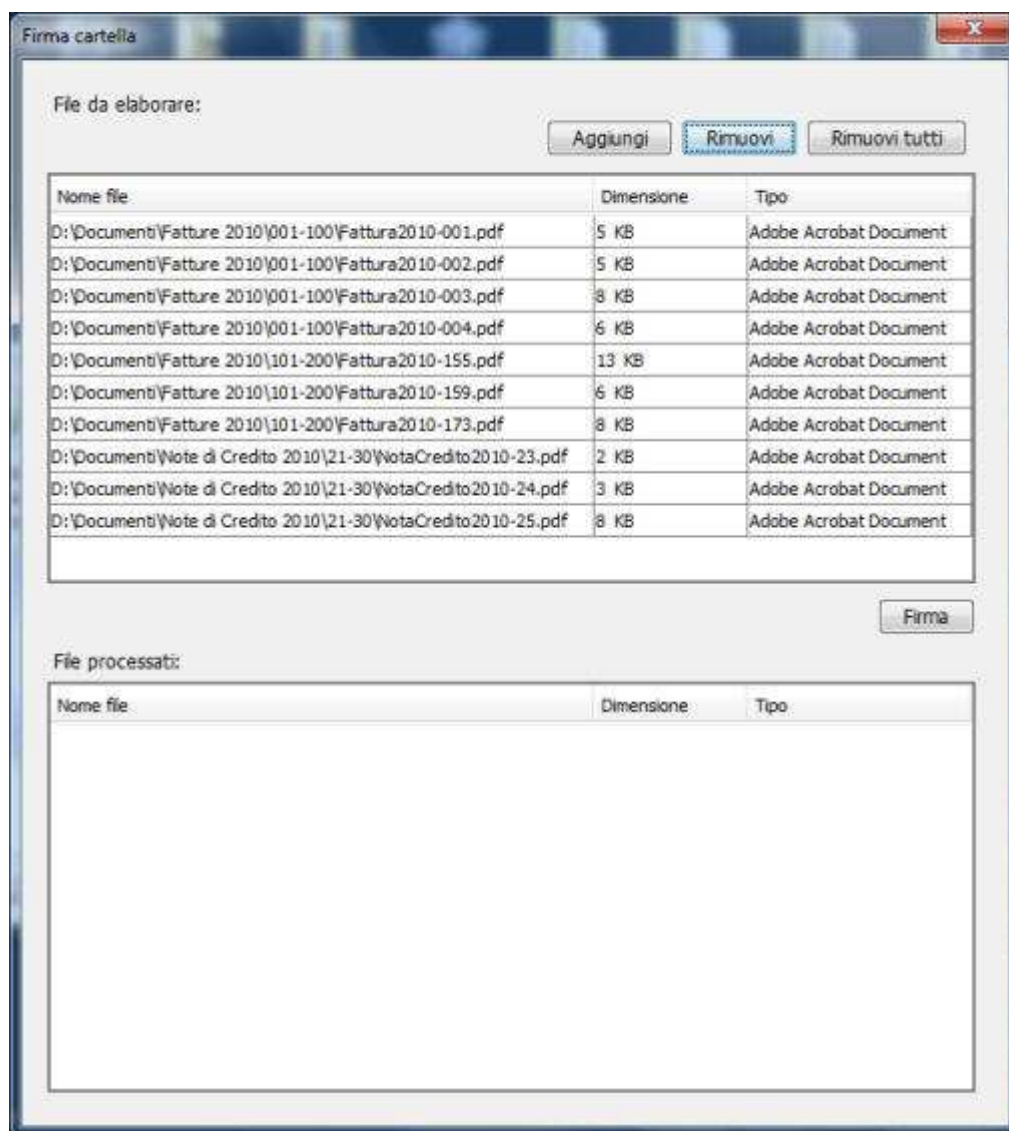 Firma cartella
File da elaborare:
Aggiungi Rimuovi Rimuovi tutti
Nome file Dimensione Tipo
D:\Documenti\Fatture 2010\001-100\Fattura2010-001.pdf 5 KB Adobe Acrobat Document
D:\Documenti\Fatture 2010\001-100\Fattura2010-002.pdf 5 KB Adobe Acrobat Document
D:\Documenti\Fatture 2010\001-100\Fattura2010-003.pdf 8 KB Adobe Acrobat Document
D:\Documenti\Fatture 2010\001-100\Fattura2010-004.pdf 6 KB Adobe Acrobat Document
D:\Documenti\Fatture 2010\101-200\Fattura2010-155.pdf 13 KB Adobe Acrobat Document
D:\Documenti\Fatture 2010\101-200\Fattura2010-159.pdf 6 KB Adobe Acrobat Document
D:\Documenti\Fatture 2010\101-200\Fattura2010-173.pdf 8 KB Adobe Acrobat Document
D:\Documenti\Note di Credito 2010\21-30\NotaCredito2010-23.pdf 2 KB Adobe Acrobat Document
D:\Documenti\Note di Credito 2010\21-30\NotaCredito2010-24.pdf 3 KB Adobe Acrobat Document
D:\Documenti\Note di Credito 2010\21-30\NotaCredito2010-25.pdf 8 KB Adobe Acrobat Document
Firma
File processati:
Nome file Dimensione Tipo